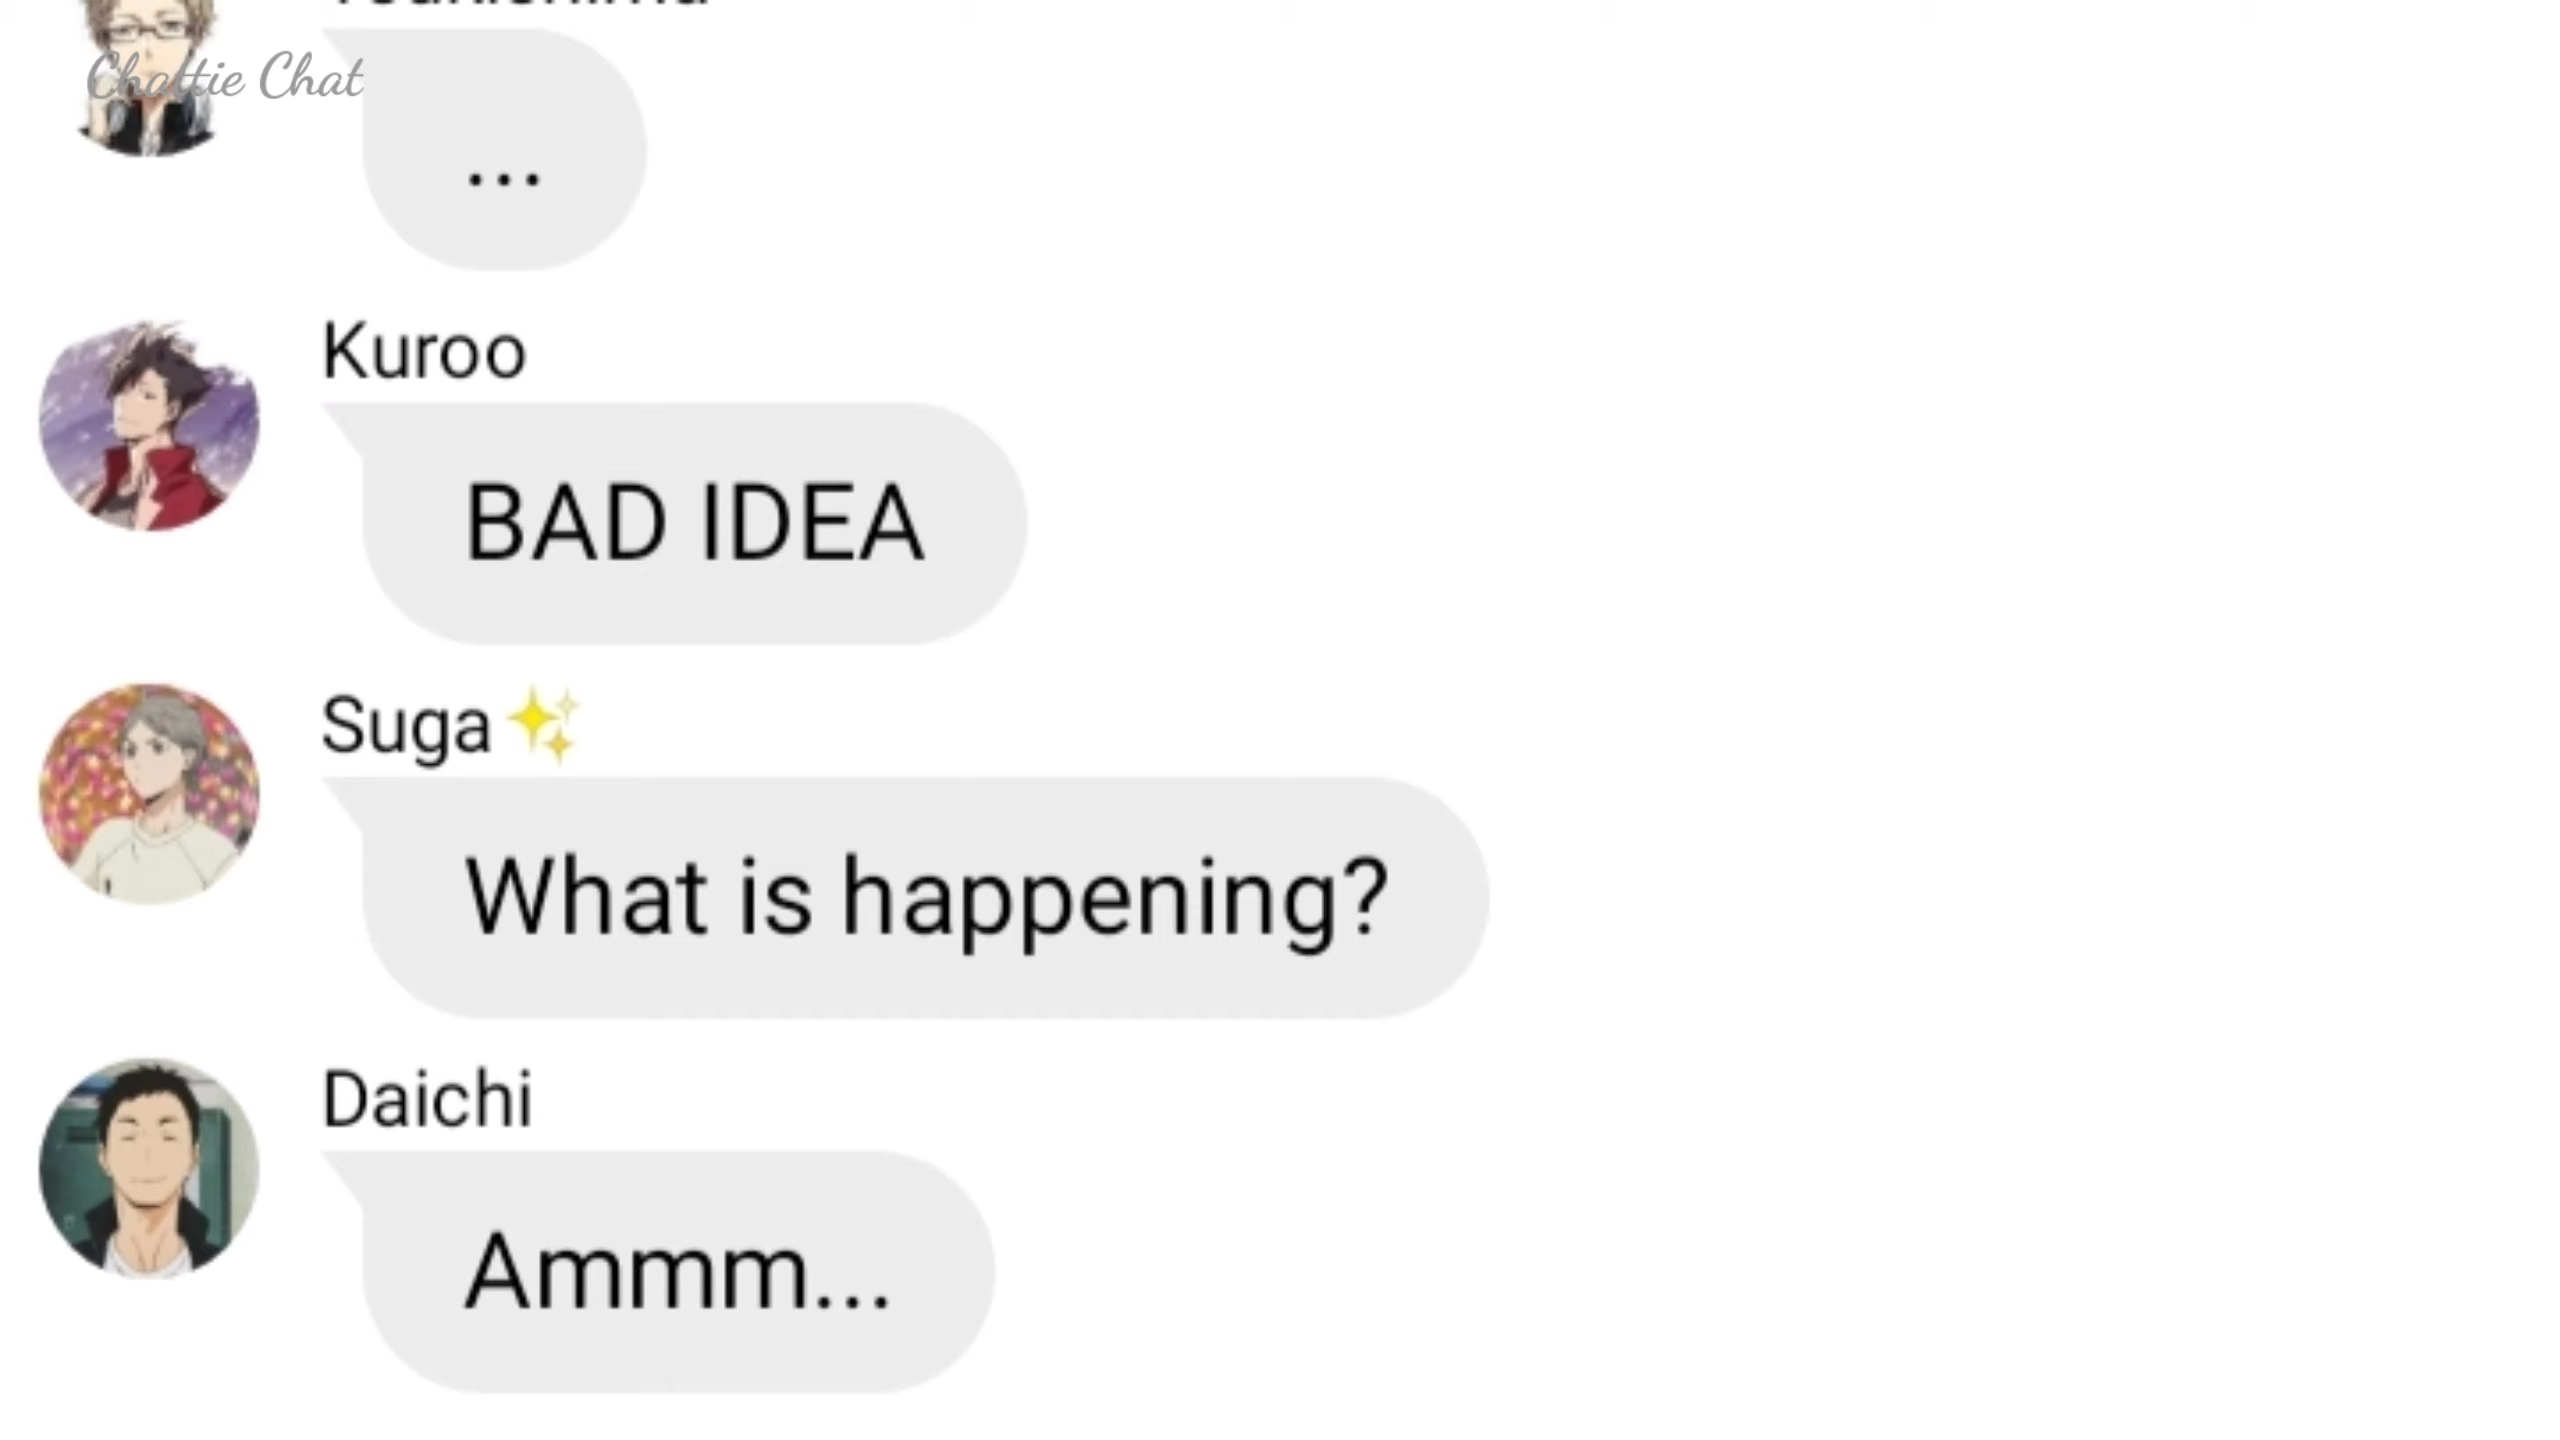 Chattie Chat
...
Kuroo
BAD IDEA
Suga✨
What is happening?
Daichi
Ammm...